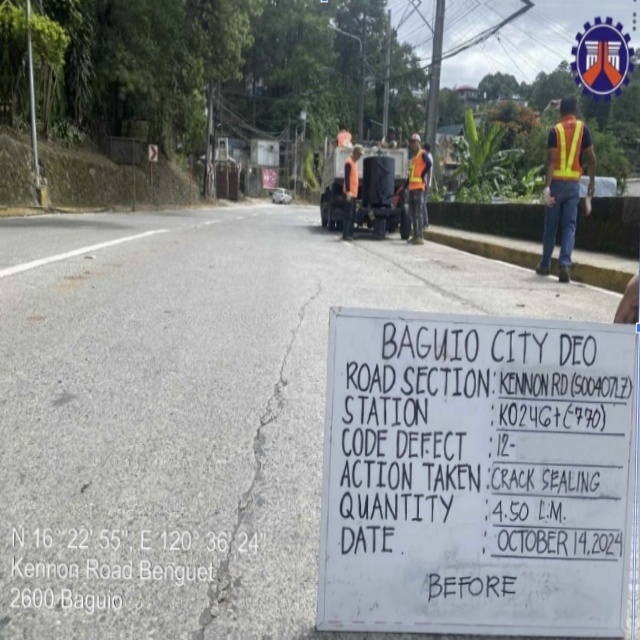 BAGUIO CITY DEO
ROAD SECTION: KENNON RD (S00407LZ)
STATION : K0246+(-770)
CODE DEFECT : 12-
ACTION TAKEN: CRACK SEALING
QUANTITY : 4.50 L.M.
DATE. : OCTOBER 14,2024
BEFORE
N 16° 22' 55", E 120° 36' 24"
Kennon Road Benguet
2600 Baguio